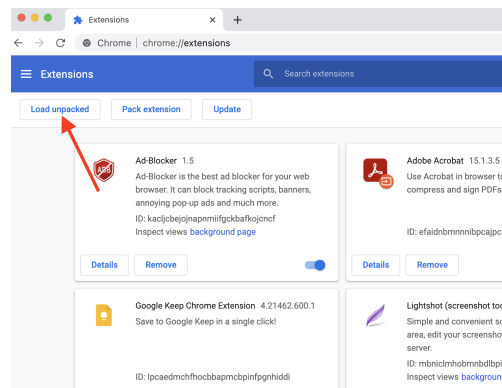 Extensions
Chrome | chrome://extensions
Extensions
Search extensions
Load unpacked
Pack extension
Update
ADB
Ad-Blocker 1.5
Ad-Blocker is the best ad blocker for your web
browser. It can block tracking scripts, banners,
annoying pop-up ads and much more.
ID: kacljcbejojnapnmiifgckbafkojcncf
Inspect views background page
Details
Remove
Adobe Acrobat 15.1.3.5
Use Acrobat in browser to
compress and sign PDFs
ID: efaidnbmnnnibpcajpc
Details
Remove
Google Keep Chrome Extension 4.21462.600.1
Save to Google Keep in a single click!
ID: lpcaedmchfhocbbapmcbpinfpgnhiddi
Lightshot (screenshot too
Simple and convenient sc
area, edit your screensho
server.
ID: mbniclmhobmnbdlbpi
Inspect views backgroun